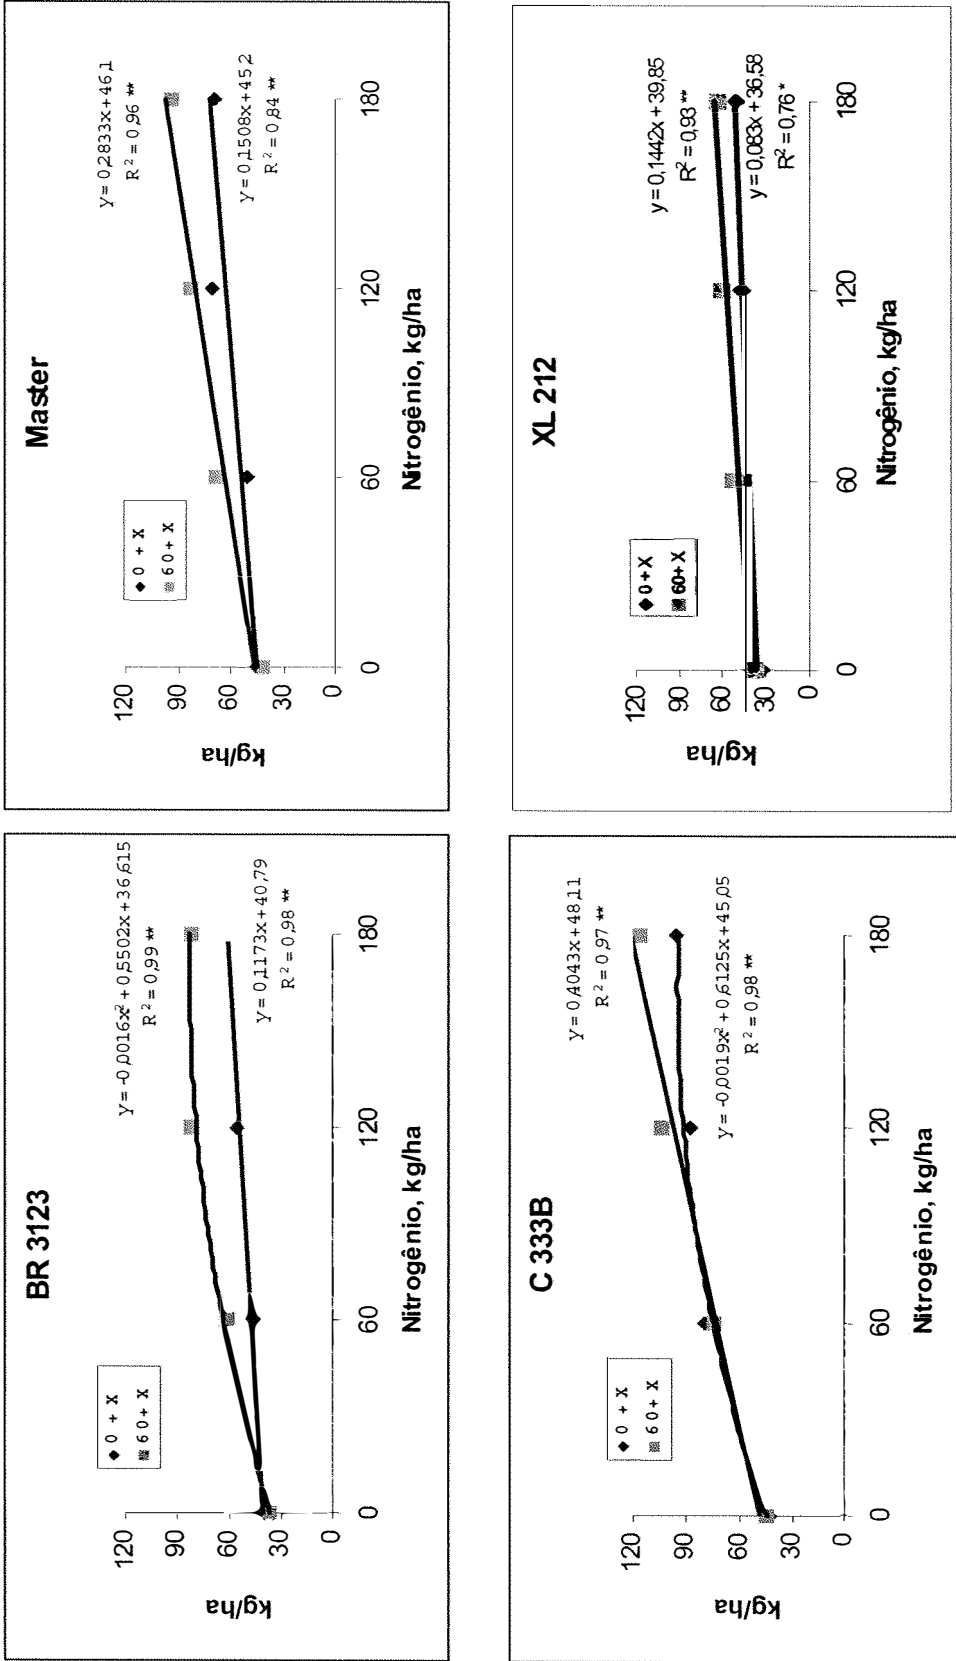 BR 3123
◆ 0 + X
■ 60 + X
y = -0,0016x² + 0,5502x + 36,615
R² = 0,99 **
y = 0,1173x + 40,79
R² = 0,98 **
120
90
60
30
0
kg/ha
0
60
120
180
Nitrogênio, kg/ha
Master
◆ 0 + X
■ 60 + X
y = 0,2833x + 46,1
R² = 0,96 **
y = 0,1508x + 45,2
R² = 0,84 **
120
90
60
30
0
kg/ha
0
60
120
180
Nitrogênio, kg/ha
C 333B
◆ 0 + X
■ 60 + X
y = 0,4043x + 48,11
R² = 0,97 **
y = -0,0019x² + 0,6125x + 45,05
R² = 0,98 **
120
90
60
30
0
kg/ha
0
60
120
180
Nitrogênio, kg/ha
XL 212
◆ 0 + X
■ 60 + X
y = 0,1442x + 39,85
R² = 0,93 **
y = 0,083x + 36,58
R² = 0,76 *
120
90
60
30
0
kg/ha
0
60
120
180
Nitrogênio, kg/ha